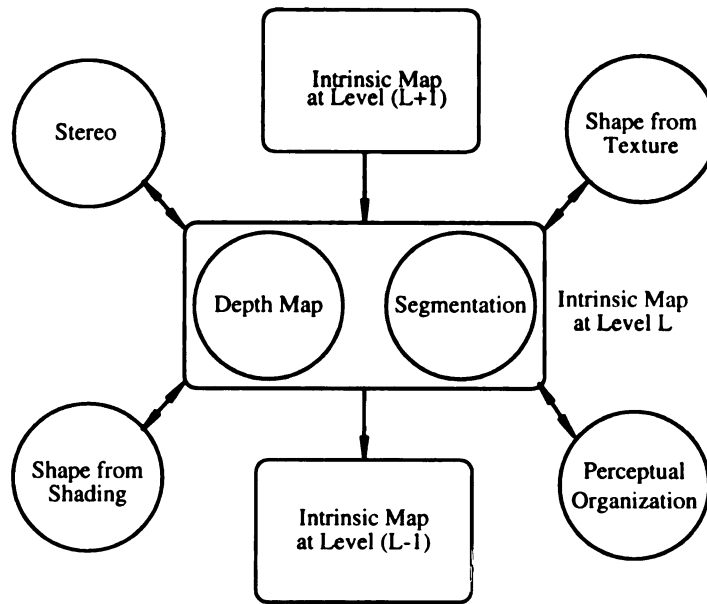 Intrinsic Map
at Level (L+1)
Stereo
Shape from
Texture
Depth Map
Segmentation
Intrinsic Map
at Level L
Shape from
Shading
Intrinsic Map
at Level (L-1)
Perceptual
Organization